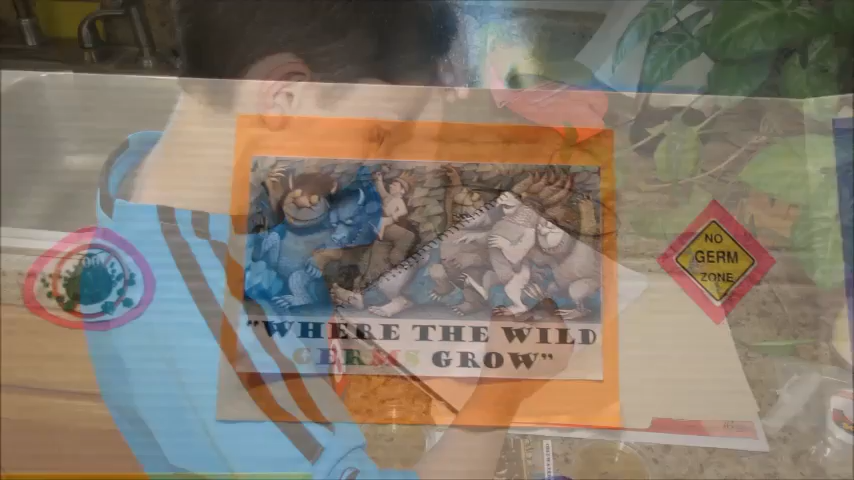 NO
GERM
ZONE
"WHERE THE WILD
GERMS GROW"